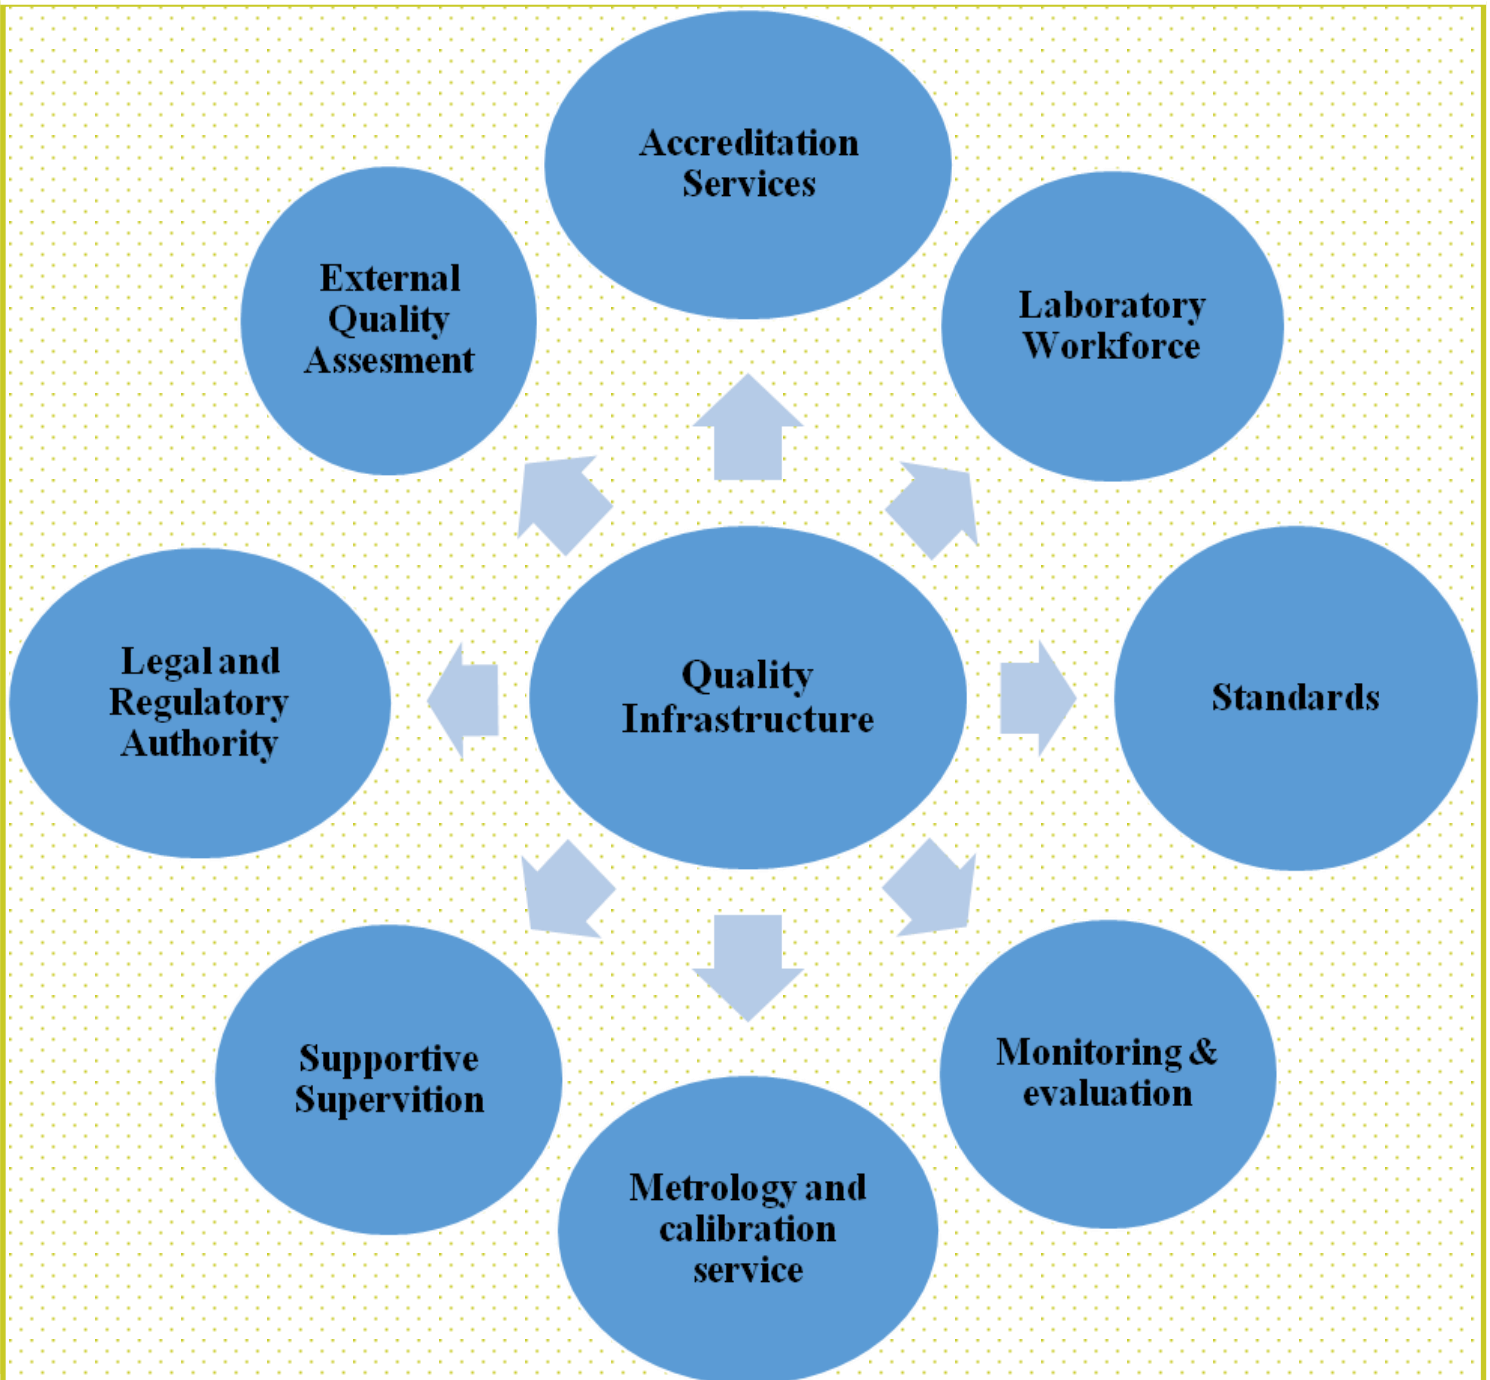 Accreditation
Services
External
Quality
Assesment
Laboratory
Workforce
Legal and
Regulatory
Authority
Quality
Infrastructure
Standards
Supportive
Supervition
Monitoring &
evaluation
Metrology and
calibration
service